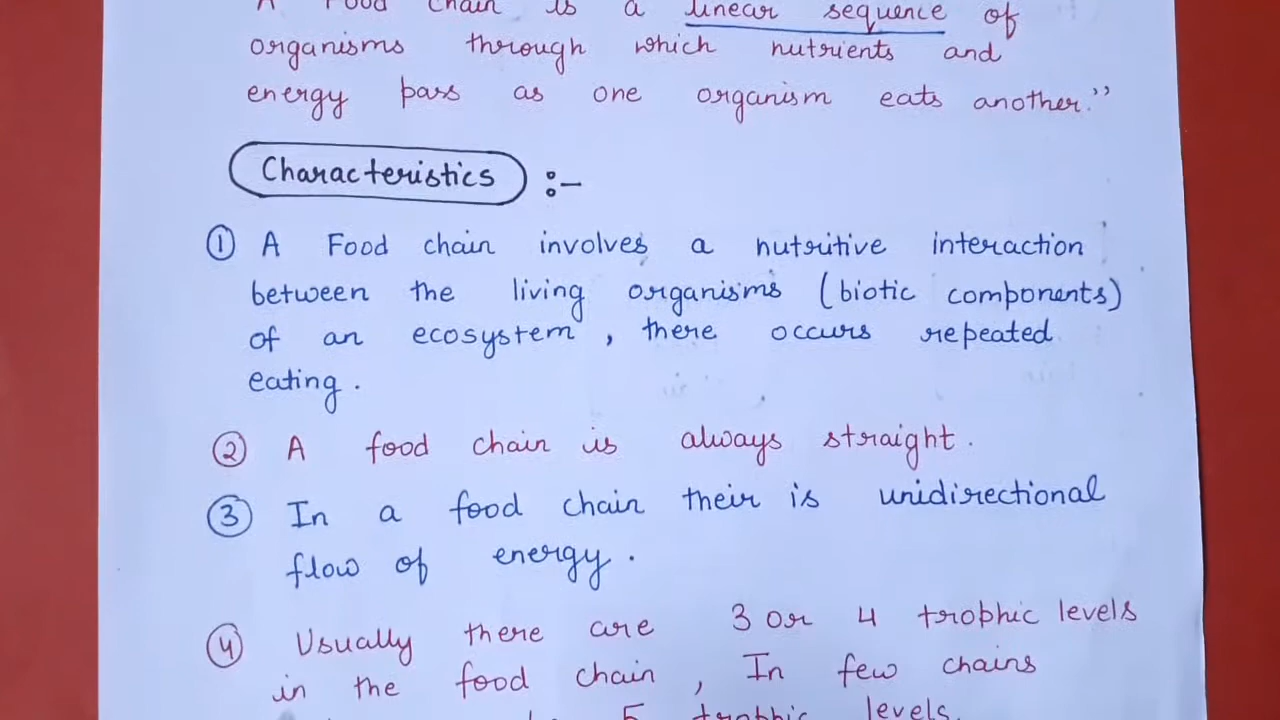 A Food chain is a linear sequence of
organisms through which nutrients and
energy pass as one organism eats another."
Characteristics :-
① A Food chain involves a nutritive interaction
between the living organisms (biotic components)
of an ecosystem, there occurs repeated
eating.
② A food chain is always straight.
③ In a food chain their is unidirectional
flow of energy.
④ Usually there are 3 or 4 trophic levels
in the food chain, In few chains
5 trophic levels.